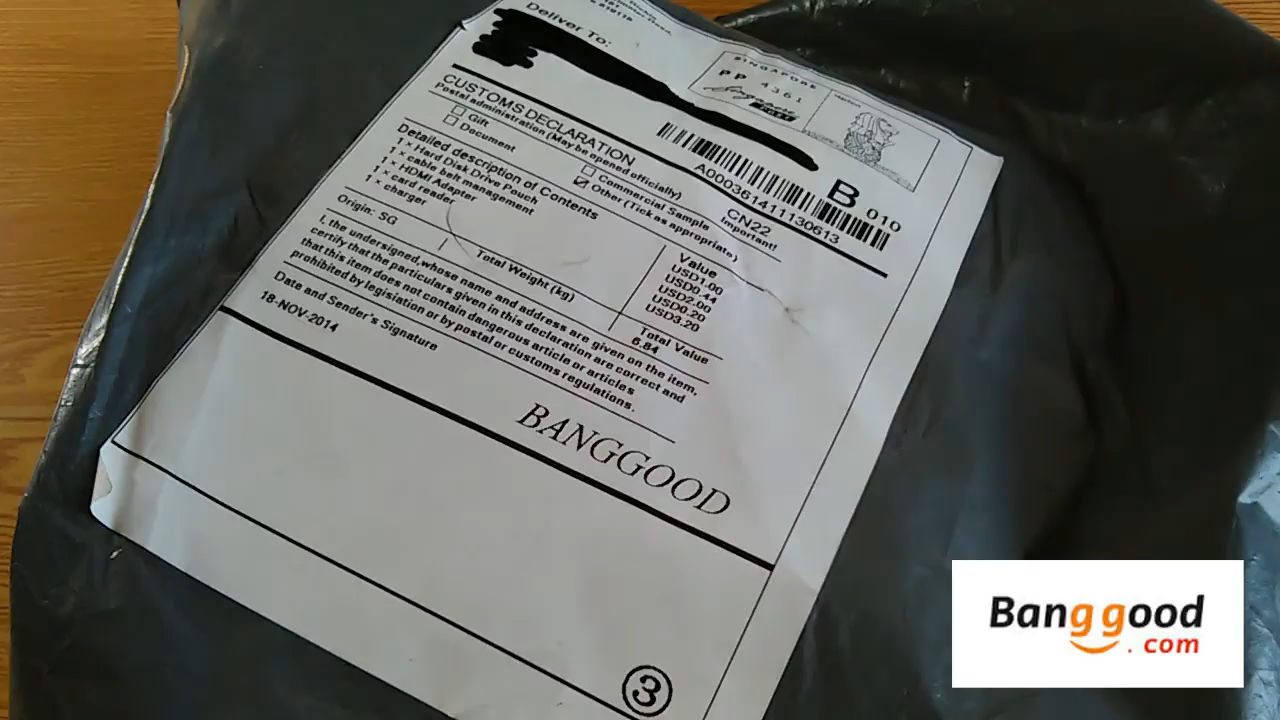 Deliver To:
SINGAPORE
PP 4361
CUSTOMS DECLARATION
Postal administration (May be opened officially)
Gift
Document
Commercial Sample
Other (Tick as appropriate)
CN22
Important!
A000361411130613
B 010
Detailed description of Contents
Value
1 × Hard Disk Drive Pouch
USD1.00
1 × cable belt management
USD0.44
1 × HDMI Adapter
USD2.00
1 × card reader
USD0.20
1 × charger
USD3.20
Origin: SG
Total Weight (kg)
Total Value
6.84
I, the undersigned,whose name and address are given on the item,
certify that the particulars given in this declaration are correct and
that this item does not contain dangerous article or articles
prohibited by legislation or by postal or customs regulations.
Date and Sender's Signature
18-NOV-2014
BANGGOOD
3
Banggood
.com